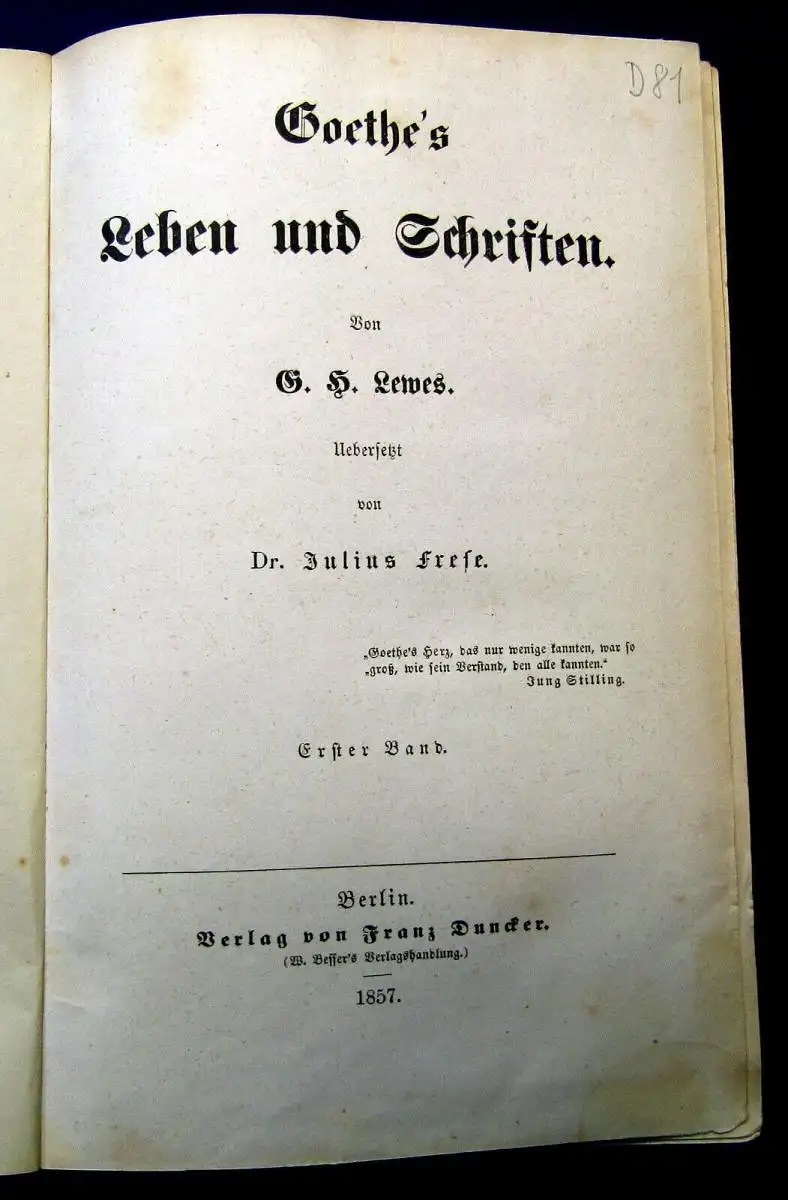 D 81
Goethe's
Leben und Schriften.
Von
G. H. Lewes.
Uebersetzt
von
Dr. Julius Frese.
„Goethe's Herz, das nur wenige kannten, war so
„groß, wie sein Verstand, den alle kannten.“
Jung Stilling.
Erster Band.
Berlin.
Verlag von Franz Duncker.
(W. Besser's Verlagshandlung.)
1857.